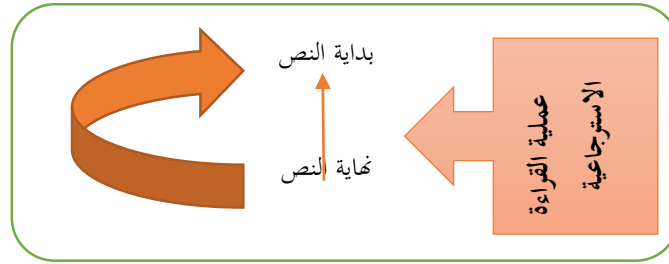 بداية النص
نهاية النص
عملية القراءة
الاسترجاعية